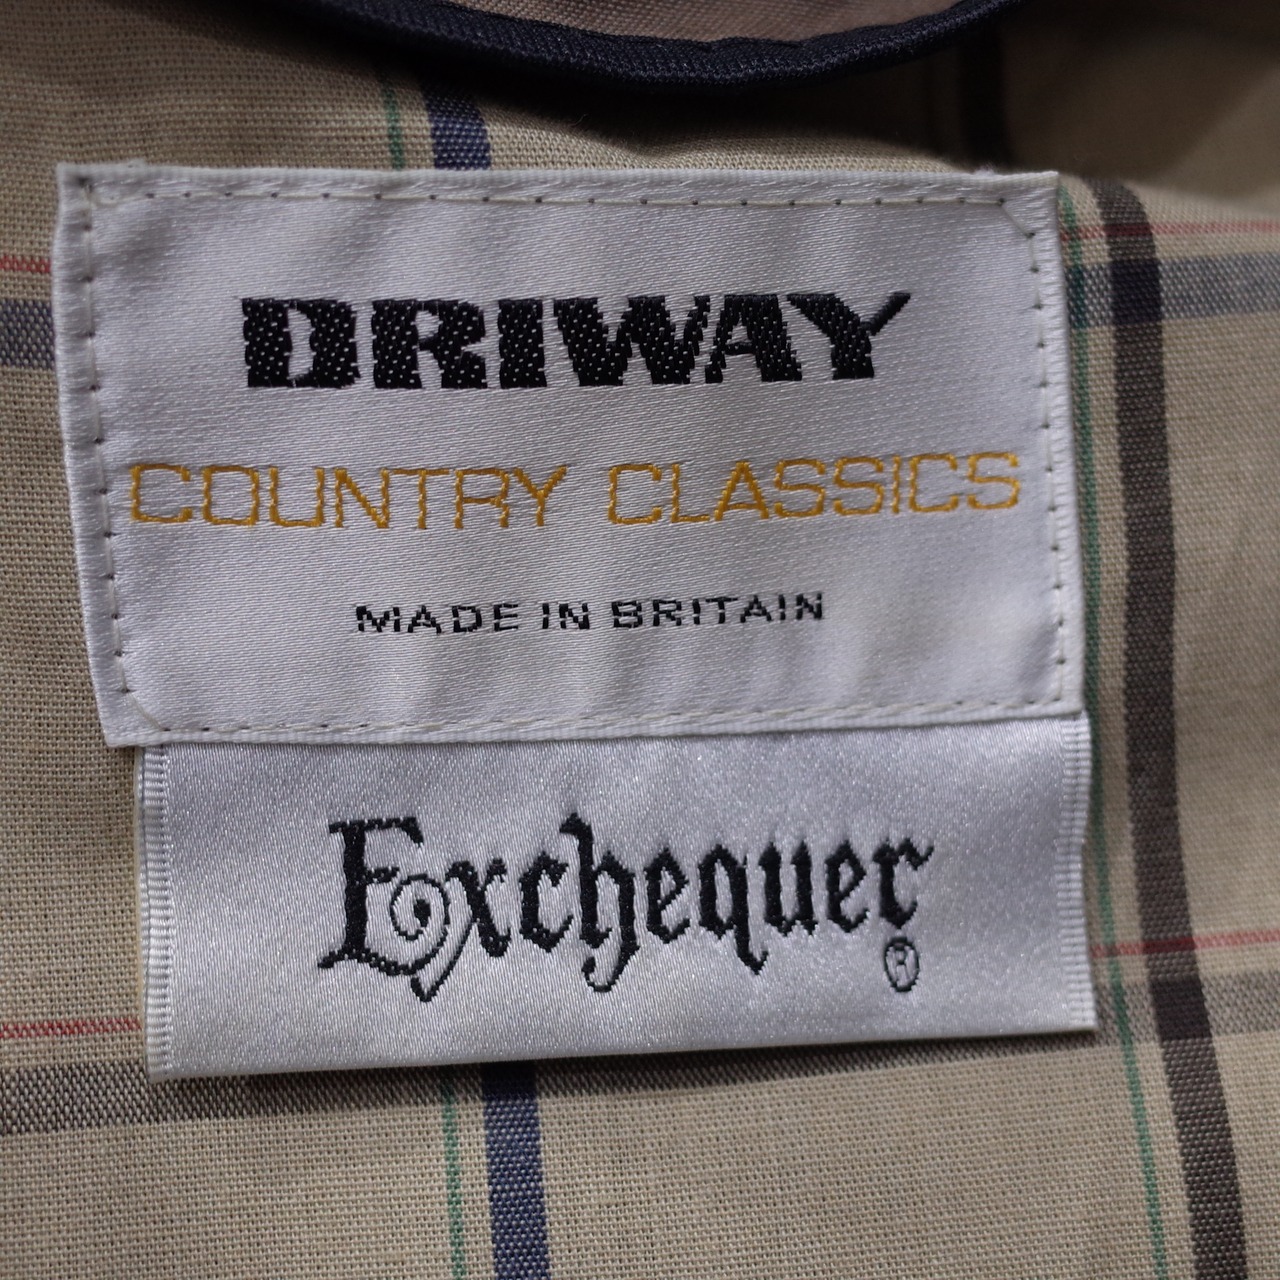 DRIWAY
COUNTRY CLASSICS
MADE IN BRITAIN
Exchequer
®